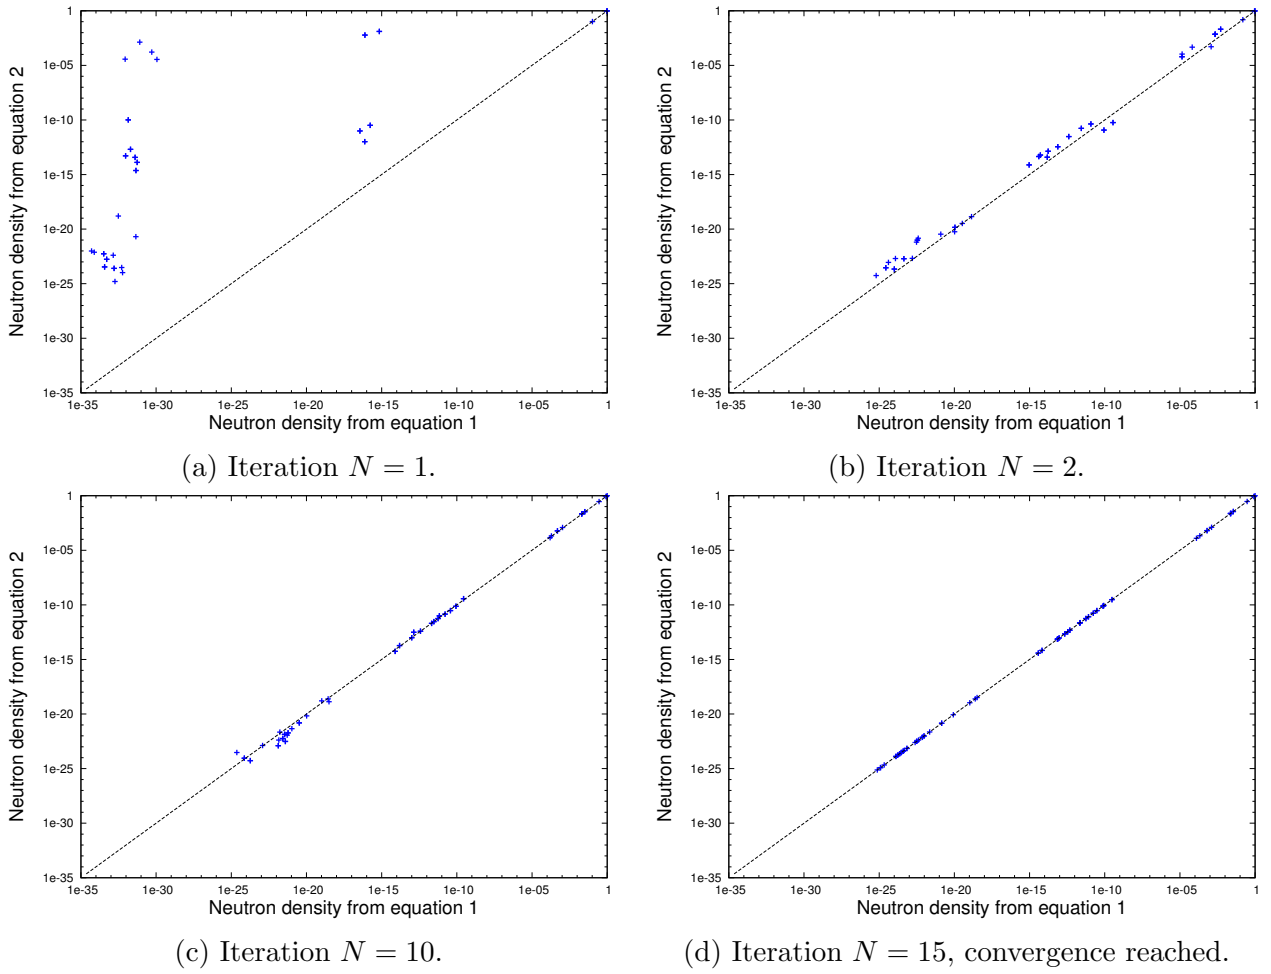 1
1e-05
1e-10
1e-15
1e-20
1e-25
1e-30
1e-35
Neutron density from equation 2
1e-35 1e-30 1e-25 1e-20 1e-15 1e-10 1e-05 1
Neutron density from equation 1
(a) Iteration N = 1.
1
1e-05
1e-10
1e-15
1e-20
1e-25
1e-30
1e-35
Neutron density from equation 2
1e-35 1e-30 1e-25 1e-20 1e-15 1e-10 1e-05 1
Neutron density from equation 1
(b) Iteration N = 2.
1
1e-05
1e-10
1e-15
1e-20
1e-25
1e-30
1e-35
Neutron density from equation 2
1e-35 1e-30 1e-25 1e-20 1e-15 1e-10 1e-05 1
Neutron density from equation 1
(c) Iteration N = 10.
1
1e-05
1e-10
1e-15
1e-20
1e-25
1e-30
1e-35
Neutron density from equation 2
1e-35 1e-30 1e-25 1e-20 1e-15 1e-10 1e-05 1
Neutron density from equation 1
(d) Iteration N = 15, convergence reached.